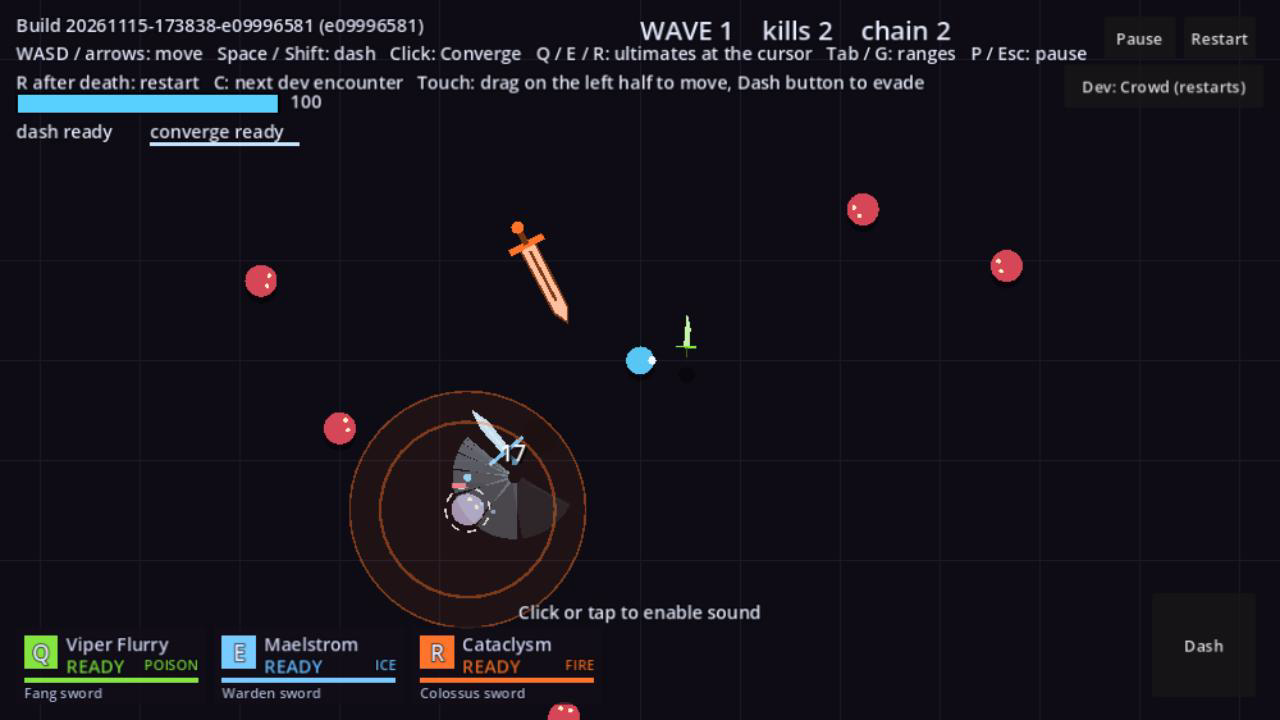 Build 20261115-173838-e09996581 (e09996581)
WAVE 1 kills 2 chain 2
Pause
Restart
WASD / arrows: move Space / Shift: dash Click: Converge Q / E / R: ultimates at the cursor Tab / G: ranges P / Esc: pause
R after death: restart C: next dev encounter Touch: drag on the left half to move, Dash button to evade
Dev: Crowd (restarts)
100
dash ready converge ready
17
Click or tap to enable sound
Q Viper Flurry
READY POISON
Fang sword
E Maelstrom
READY ICE
Warden sword
R Cataclysm
READY FIRE
Colossus sword
Dash